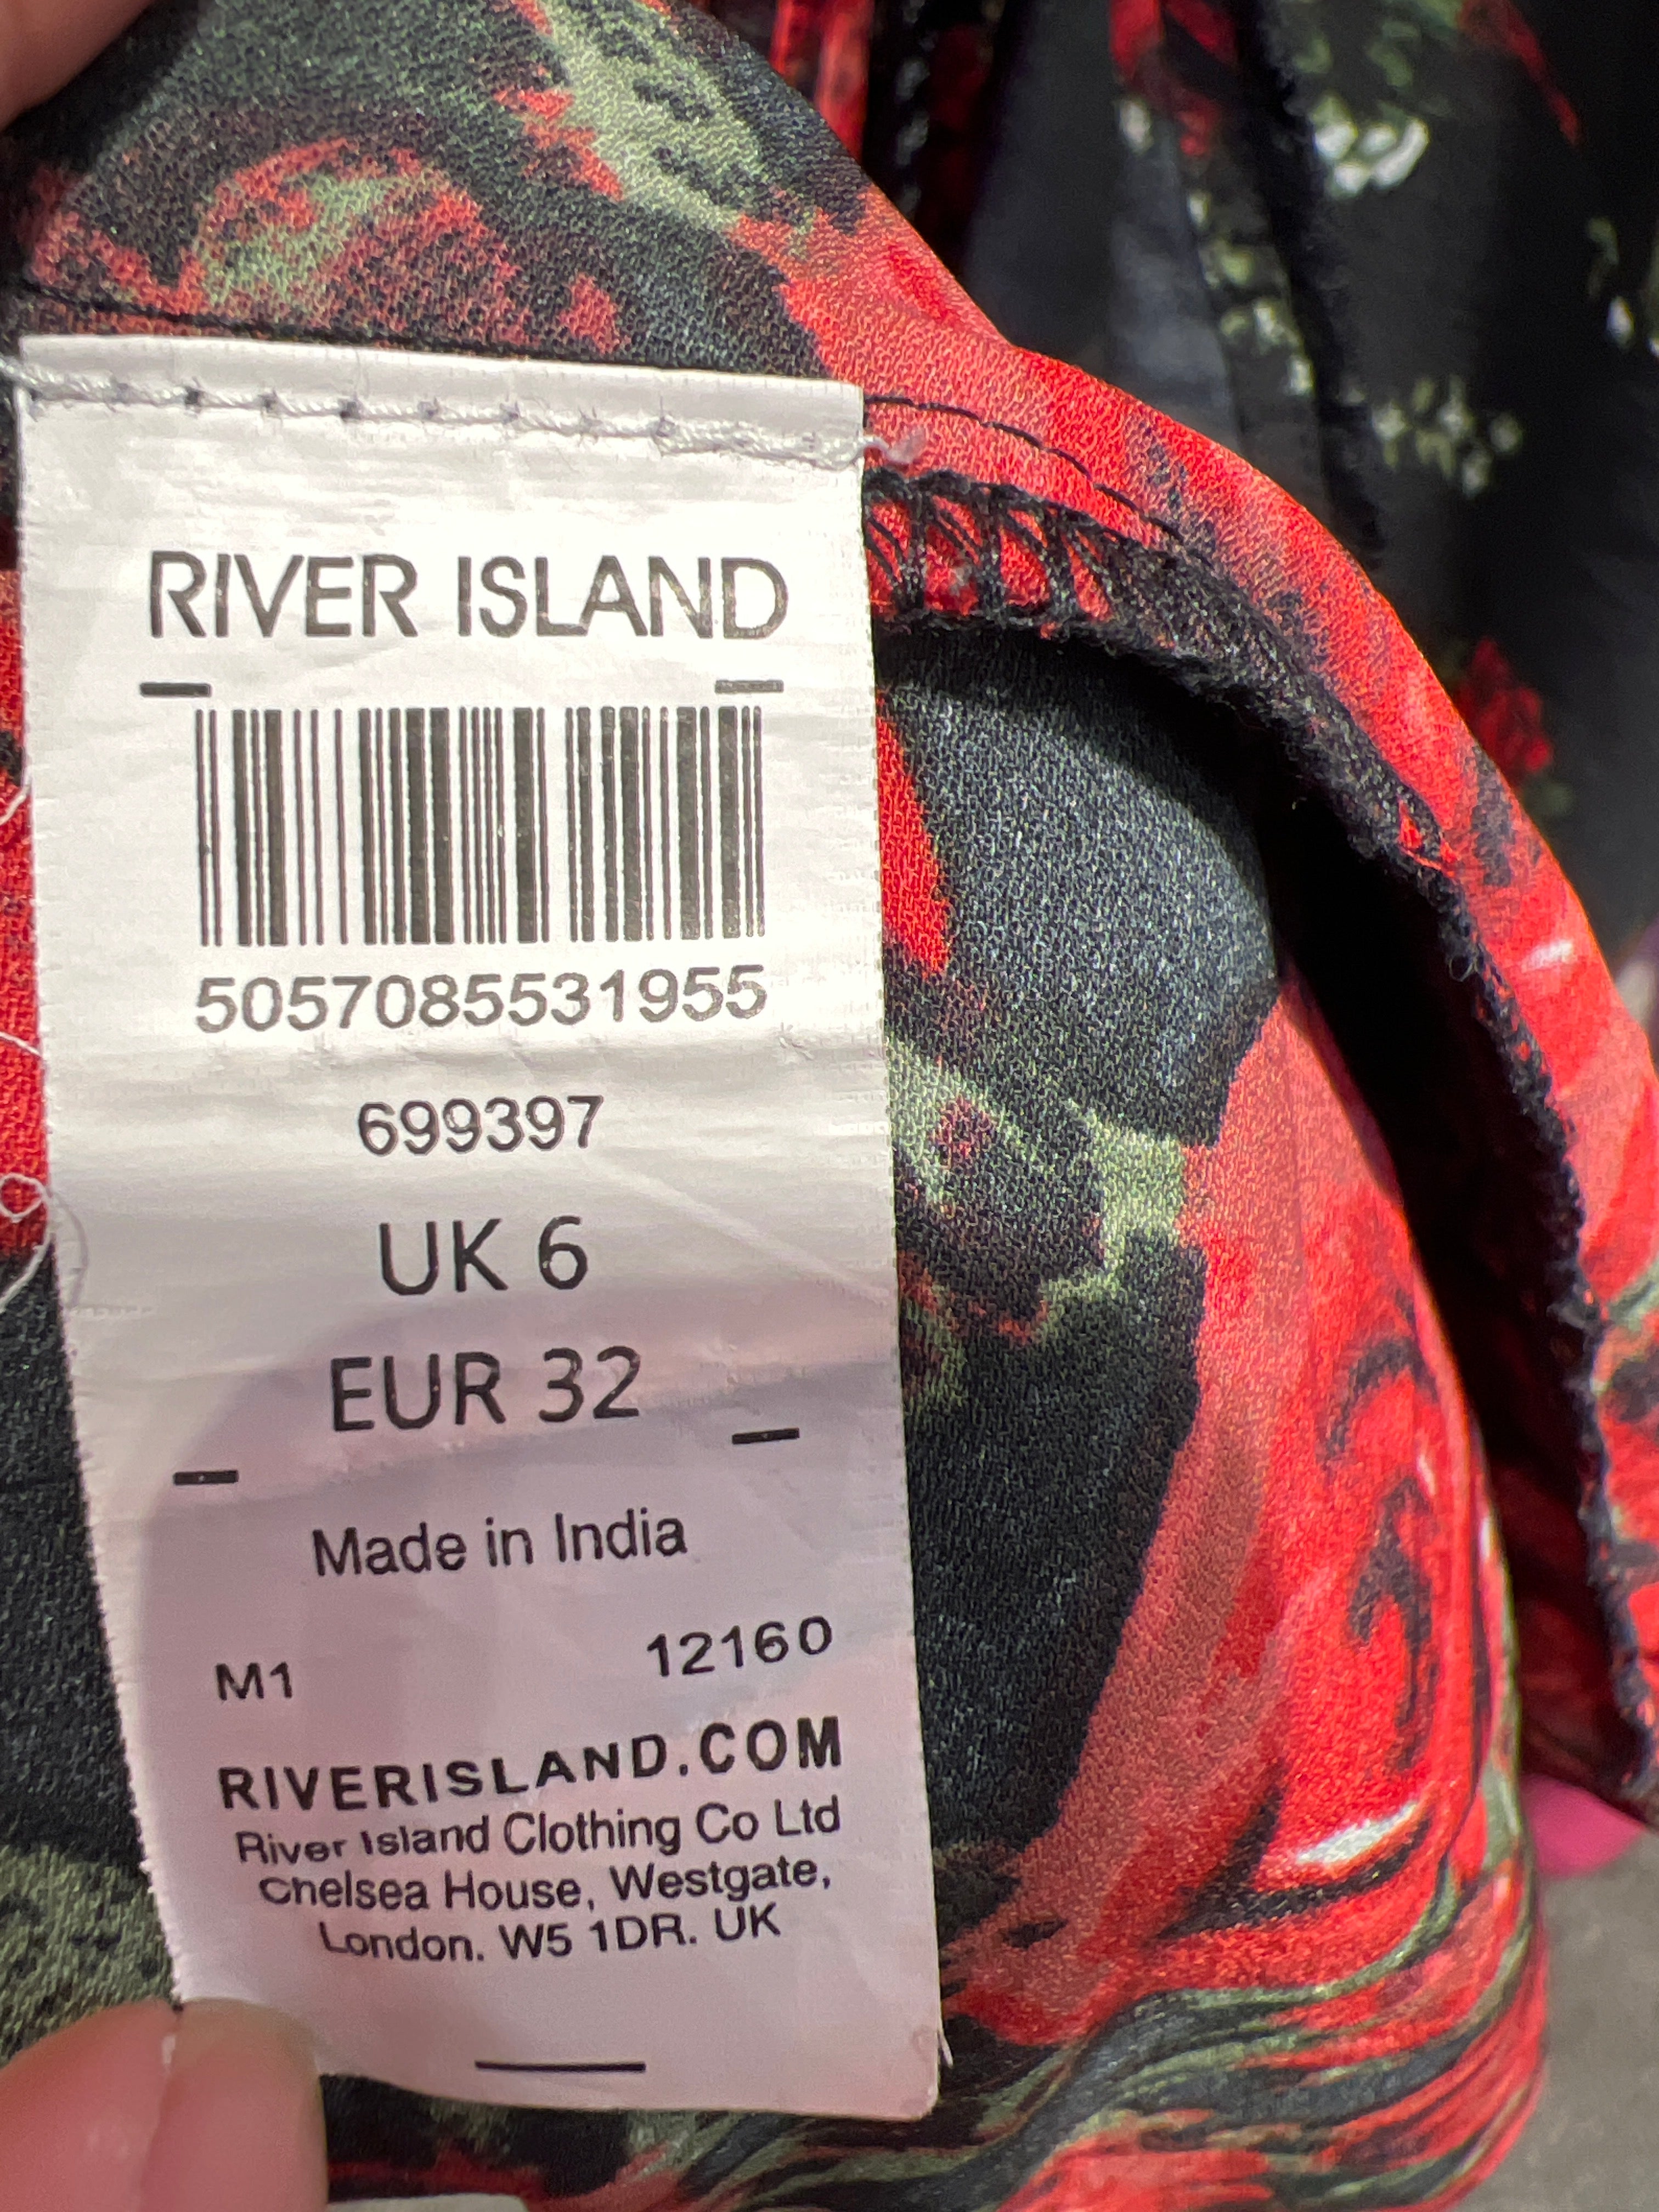 RIVER ISLAND
5057085531955
699397
UK 6
EUR 32
Made in India
M1 12160
RIVERISLAND.COM
River Island Clothing Co Ltd
Chelsea House, Westgate,
London. W5 1DR. UK